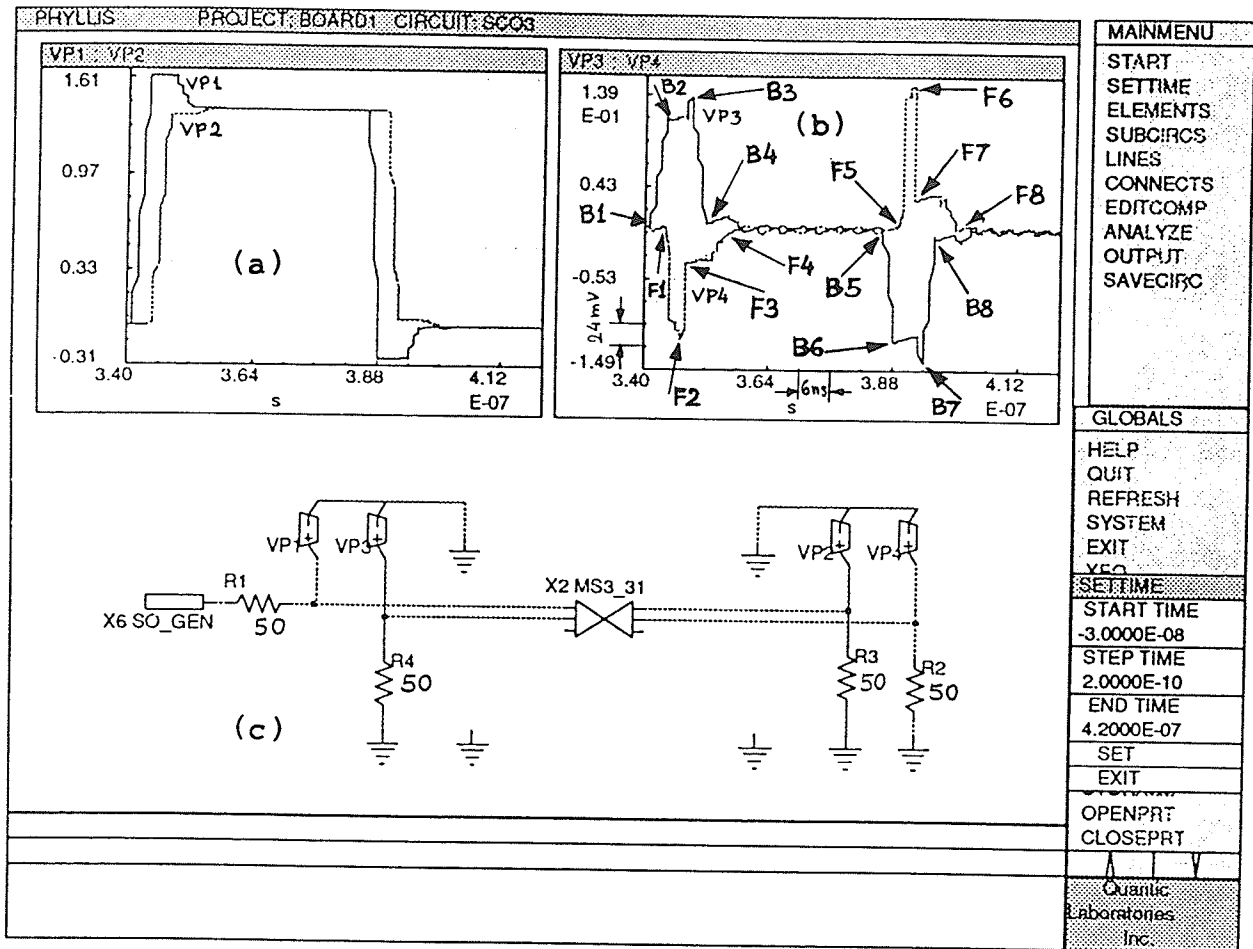 PHYLLIS PROJECT: BOARD1 CIRCUIT: SCO3
VP1 : VP2
1.61
0.97
0.33
-0.31
VP1
VP2
(a)
3.40 3.64 3.88 4.12
s E-07
VP3 : VP4
1.39
E-01
0.43
-0.53
-1.49
B1
B2
B3
VP3
(b)
B4
F1
F2
F3
VP4
F4
F5
F6
F7
F8
B5
B6
B7
B8
24mV
3.40 3.64 3.88 4.12
6ns
s E-07
VP1
VP3
VP2
VP4
X6 SO_GEN
R1
50
X2 MS3_31
R4
50
R3
50
R2
50
(c)
MAINMENU
START
SETTIME
ELEMENTS
SUBCIRCS
LINES
CONNECTS
EDITCOMP
ANALYZE
OUTPUT
SAVECIRC
GLOBALS
HELP
QUIT
REFRESH
SYSTEM
EXIT
SETTIME
START TIME
-3.0000E-08
STEP TIME
2.0000E-10
END TIME
4.2000E-07
SET
EXIT
OPENPRT
CLOSEPRT
Quantic
Laboratories
Inc.